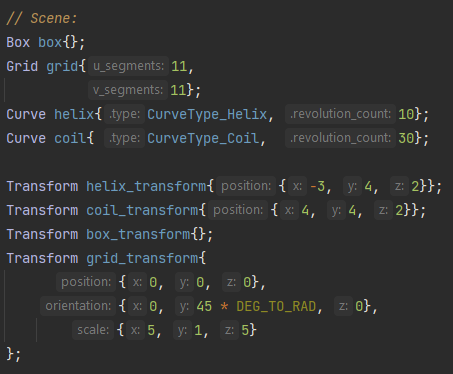 // Scene:
Box box{};
Grid grid{ u_segments: 11,
v_segments: 11};
Curve helix{ .type: CurveType_Helix, .revolution_count: 10};
Curve coil{ .type: CurveType_Coil, .revolution_count: 30};
Transform helix_transform{ position: { x: -3, y: 4, z: 2}};
Transform coil_transform{ position: { x: 4, y: 4, z: 2}};
Transform box_transform{};
Transform grid_transform{
position: { x: 0, y: 0, z: 0},
orientation: { x: 0, y: 45 * DEG_TO_RAD, z: 0},
scale: { x: 5, y: 1, z: 5}
};